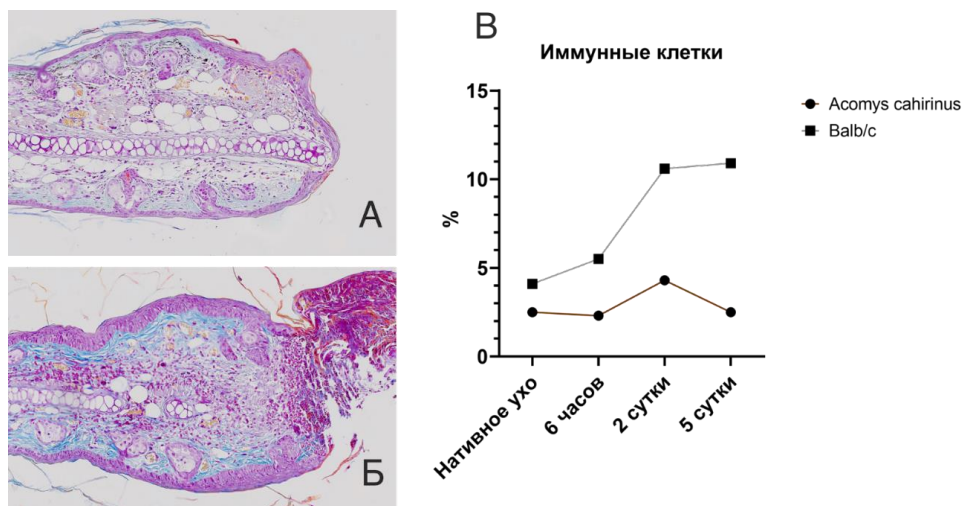 А
Б
В
Иммунные клетки
15
10
5
0
%
Нативное ухо
6 часов
2 сутки
5 сутки
Acomys cahirinus
Balb/c